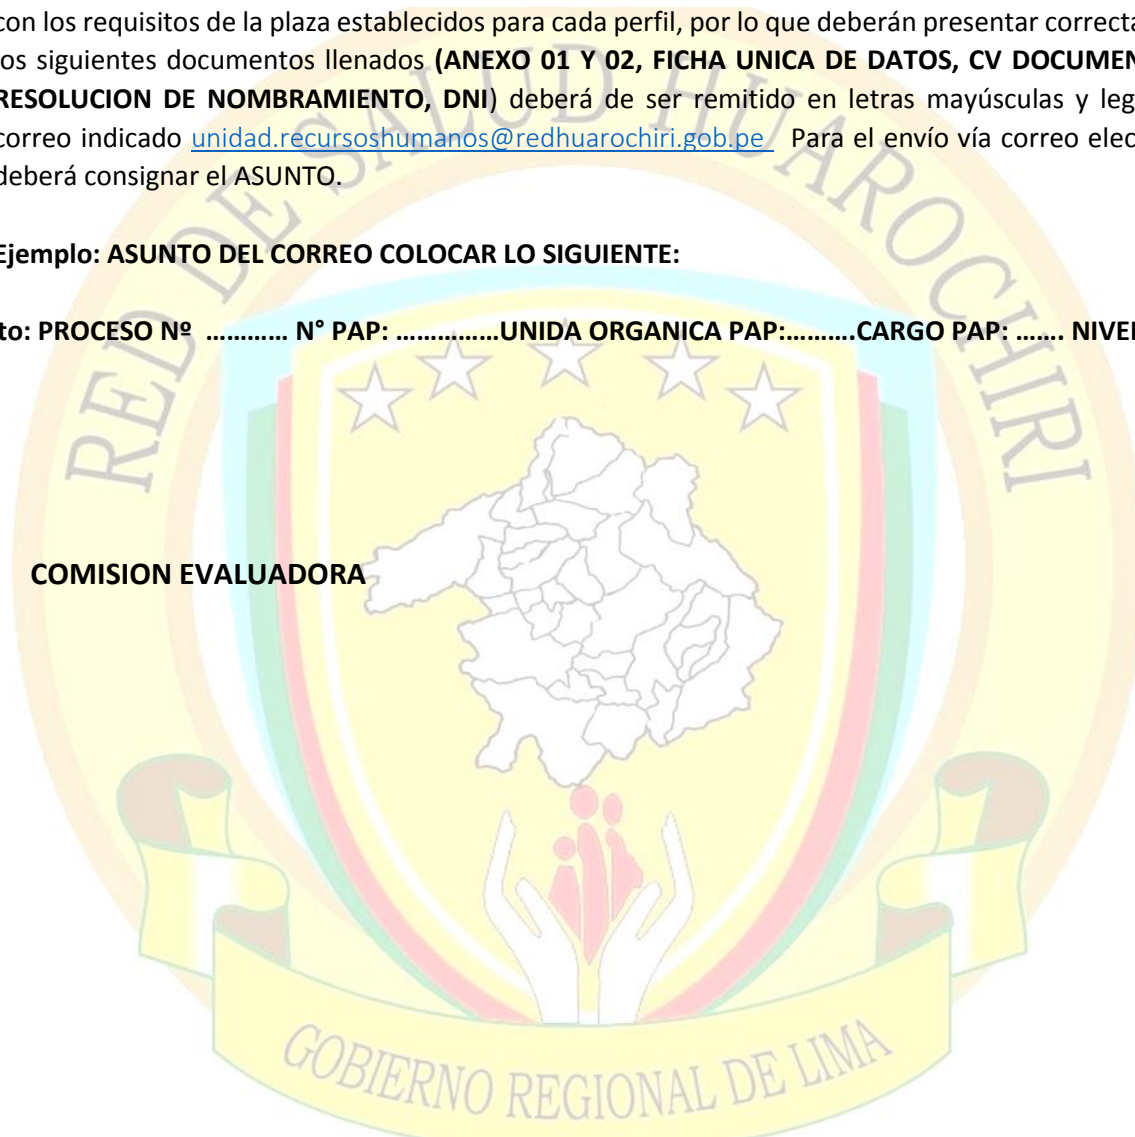 con los requisitos de la plaza establecidos para cada perfil, por lo que deberán presentar correcta
os siguientes documentos llenados (ANEXO 01 Y 02, FICHA UNICA DE DATOS, CV DOCUMEN
RESOLUCION DE NOMBRAMIENTO, DNI) deberá de ser remitido en letras mayúsculas y leg
correo indicado unidad.recursoshumanos@redhuarochiri.gob.pe Para el envío vía correo elec
deberá consignar el ASUNTO.
Ejemplo: ASUNTO DEL CORREO COLOCAR LO SIGUIENTE:
to: PROCESO Nº ………… N° PAP: ……………UNIDA ORGANICA PAP:……….CARGO PAP: ……. NIVEL
COMISION EVALUADORA
RED DE SALUD HUAROCHIRI
GOBIERNO REGIONAL DE LIMA